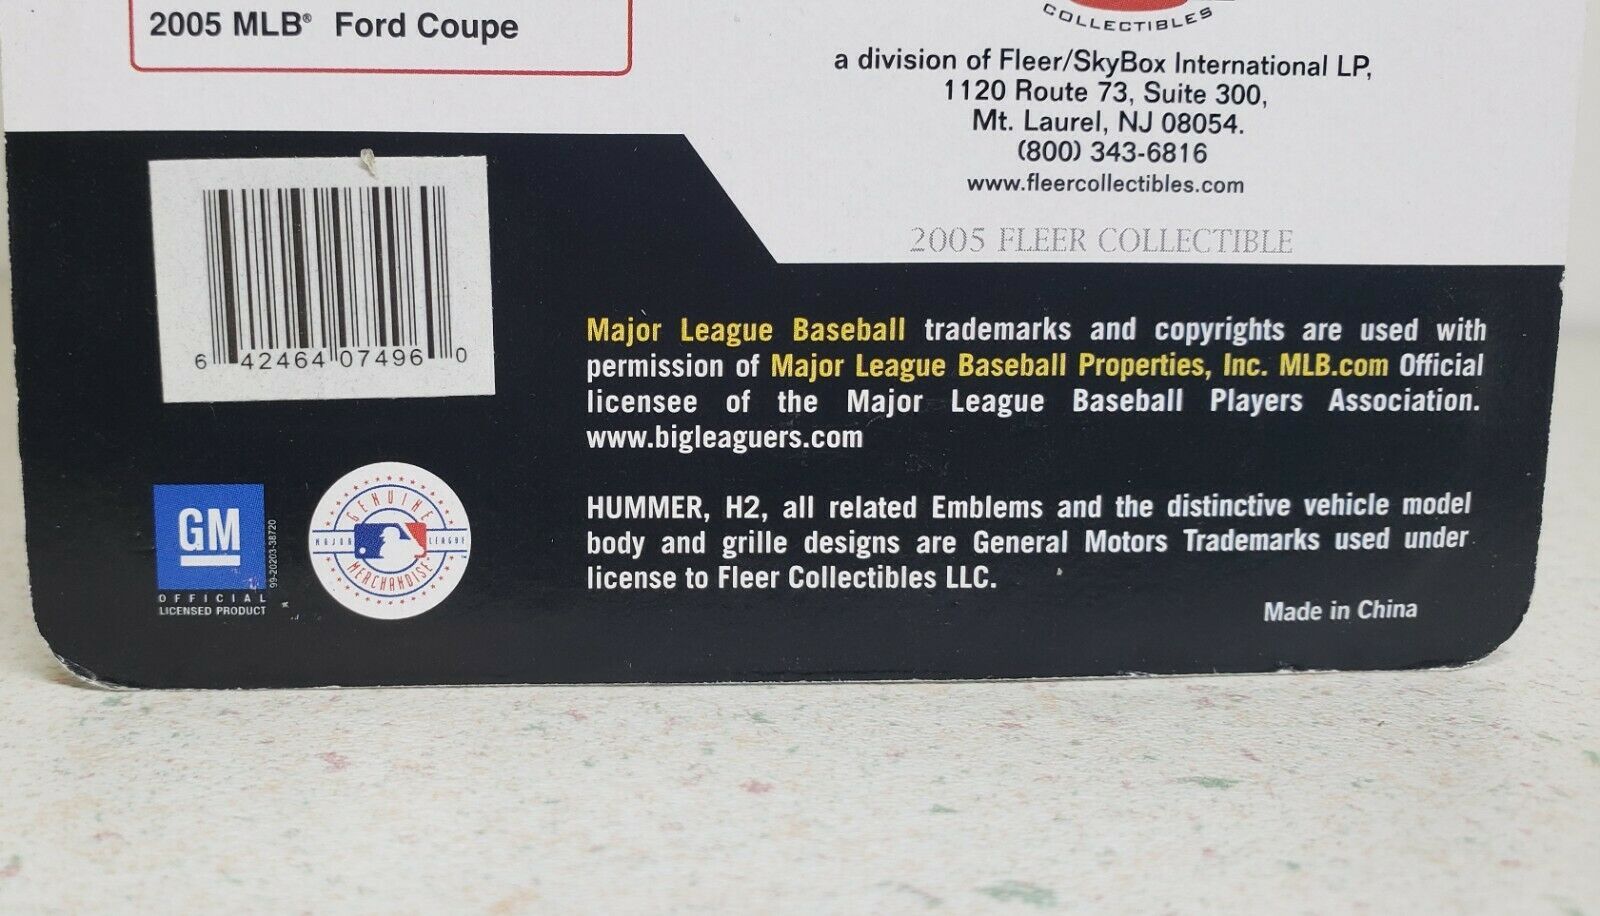 2005 MLB® Ford Coupe
COLLECTIBLES
a division of Fleer/SkyBox International LP,
1120 Route 73, Suite 300,
Mt. Laurel, NJ 08054.
(800) 343-6816
www.fleercollectibles.com
2005 FLEER COLLECTIBLE
6 42464 07496 0
Major League Baseball trademarks and copyrights are used with
permission of Major League Baseball Properties, Inc. MLB.com Official
licensee of the Major League Baseball Players Association.
www.bigleaguers.com
GM
OFFICIAL
LICENSED PRODUCT
99-20203-38720
GENUINE
MAJOR LEAGUE
MERCHANDISE
HUMMER, H2, all related Emblems and the distinctive vehicle model
body and grille designs are General Motors Trademarks used under
license to Fleer Collectibles LLC.
Made in China